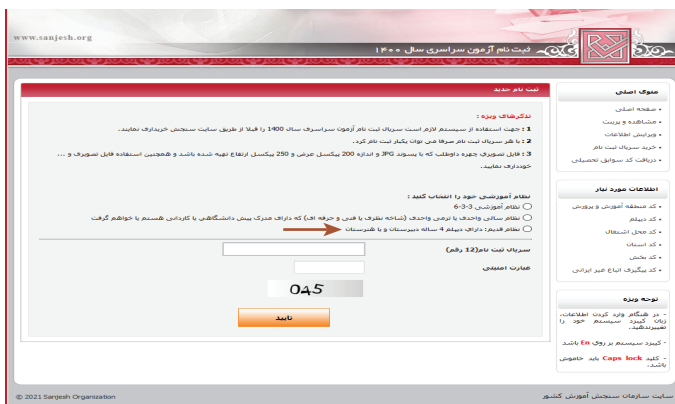 www.sanjesh.org
ثبت نام آزمون سراسری سال ۱۴۰۰
منوی اصلی
• صفحه اصلی
• مشاهده و پرینت
• ویرایش اطلاعات
• خرید سریال ثبت نام
• دریافت کد سوابق تحصیلی
اطلاعات مورد نیاز
• کد منطقه آموزش و پرورش
• کد دیپلم
• کد محل اشتغال
• کد استان
• کد بخش
• کد پیگیری اتباع غیر ایرانی
توجه ویژه
- در هنگام وارد کردن اطلاعات،
زبان کیبرد سیستم خود را
تغییرندهید.
- کیبرد سیستم بر روی En باشد
- کلید Caps lock باید خاموش
باشد.
ثبت نام جدید
تذکرهای ویژه :
1 : جهت استفاده از سیستم لازم است سریال ثبت نام آزمون سراسری سال 1400 را قبلا از طریق سایت سنجش خریداری نمایند.
2 : با هر سریال ثبت نام صرفا می توان یکبار ثبت نام کرد.
3 : فایل تصویری چهره داوطلب که با پسوند JPG و اندازه 200 پیکسل عرض و 250 پیکسل ارتفاع تهیه شده باشد و همچنین استفاده فایل تصویری و ...
خودداری نمایید.
نظام آموزشی خود را انتخاب کنید :
نظام آموزشی 3-3-6
نظام سالی واحدی یا ترمی واحدی (شاخه نظری یا فنی و حرفه ای) که دارای مدرک پیش دانشگاهی یا کاردانی هستم یا خواهم گرفت
نظام قدیم: دارای دیپلم 4 ساله دبیرستان و یا هنرستان
سریال ثبت نام(12 رقم)
عبارت امنیتی
045
تایید
سایت سازمان سنجش آموزش کشور
© 2021 Sanjesh Organization